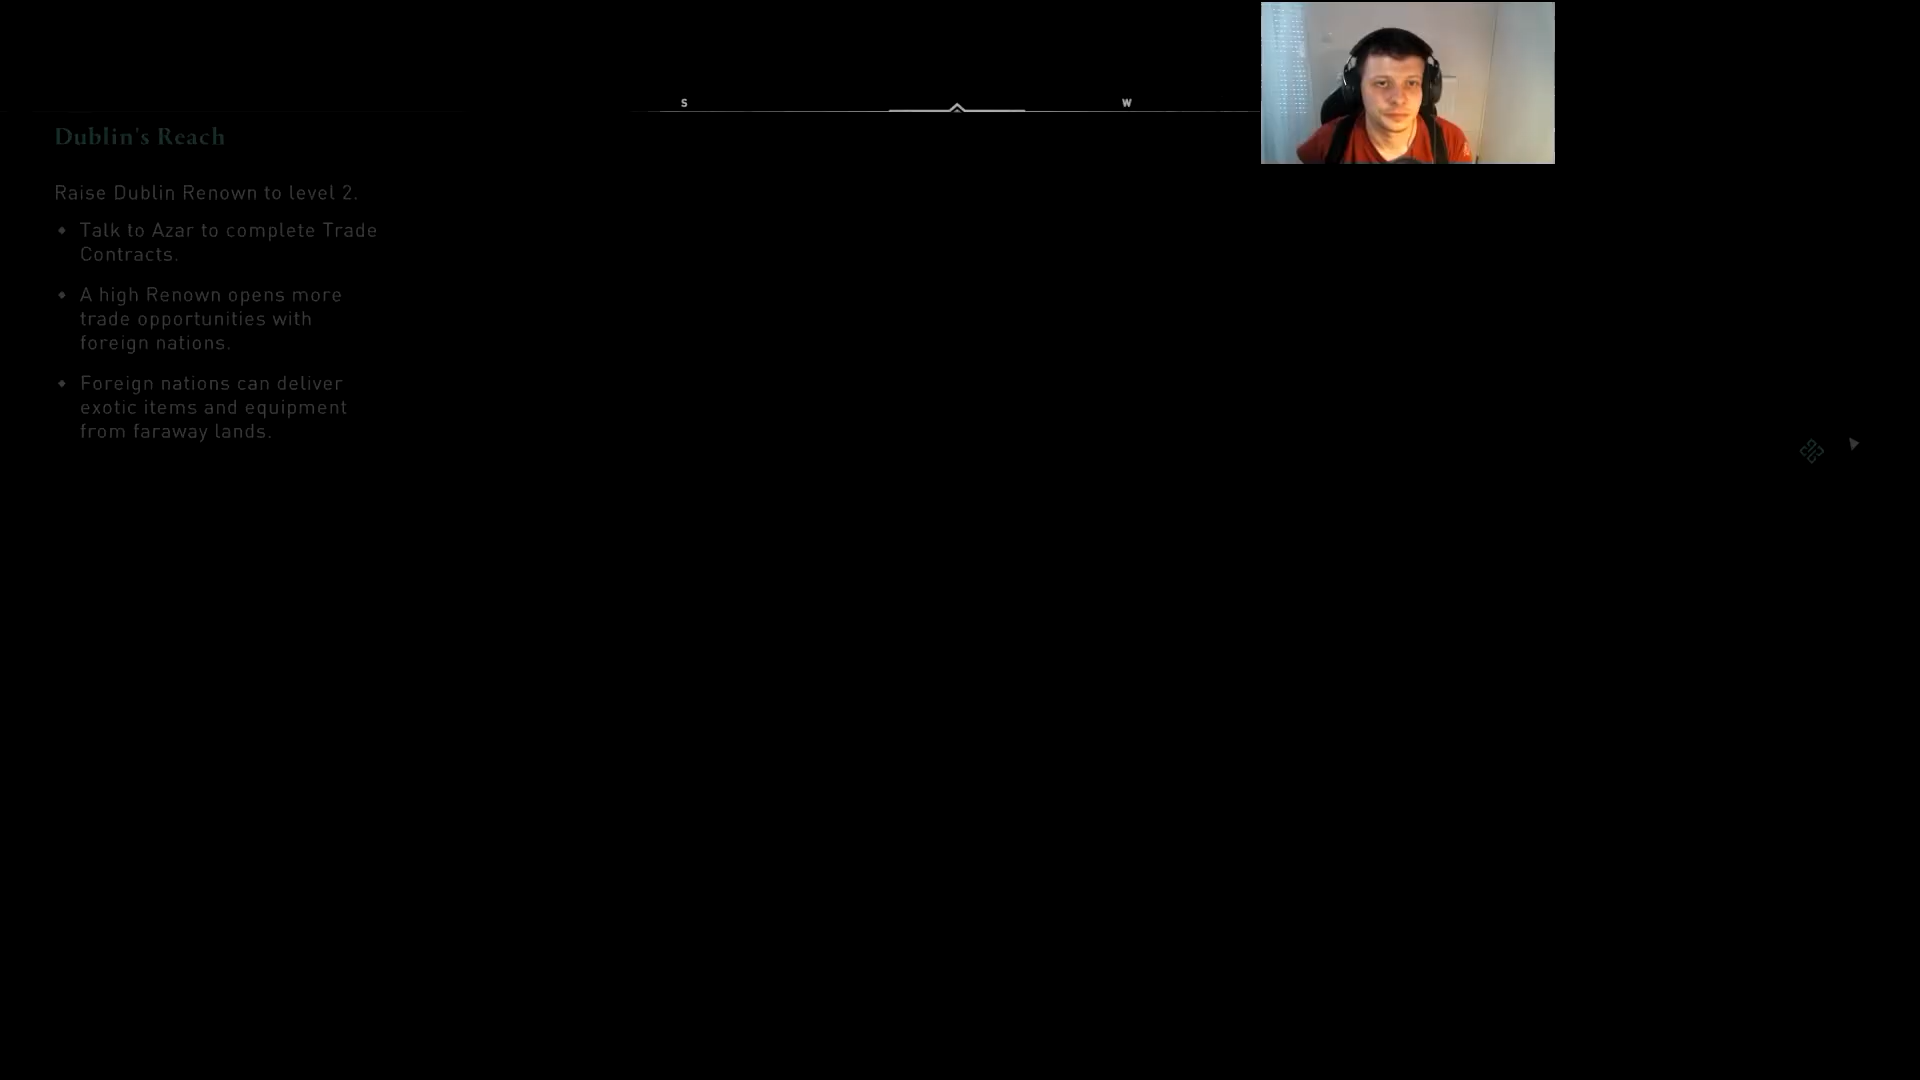 S
W
Dublin's Reach
Raise Dublin Renown to level 2.
Talk to Azar to complete Trade
Contracts.
A high Renown opens more
trade opportunities with
foreign nations.
Foreign nations can deliver
exotic items and equipment
from faraway lands.